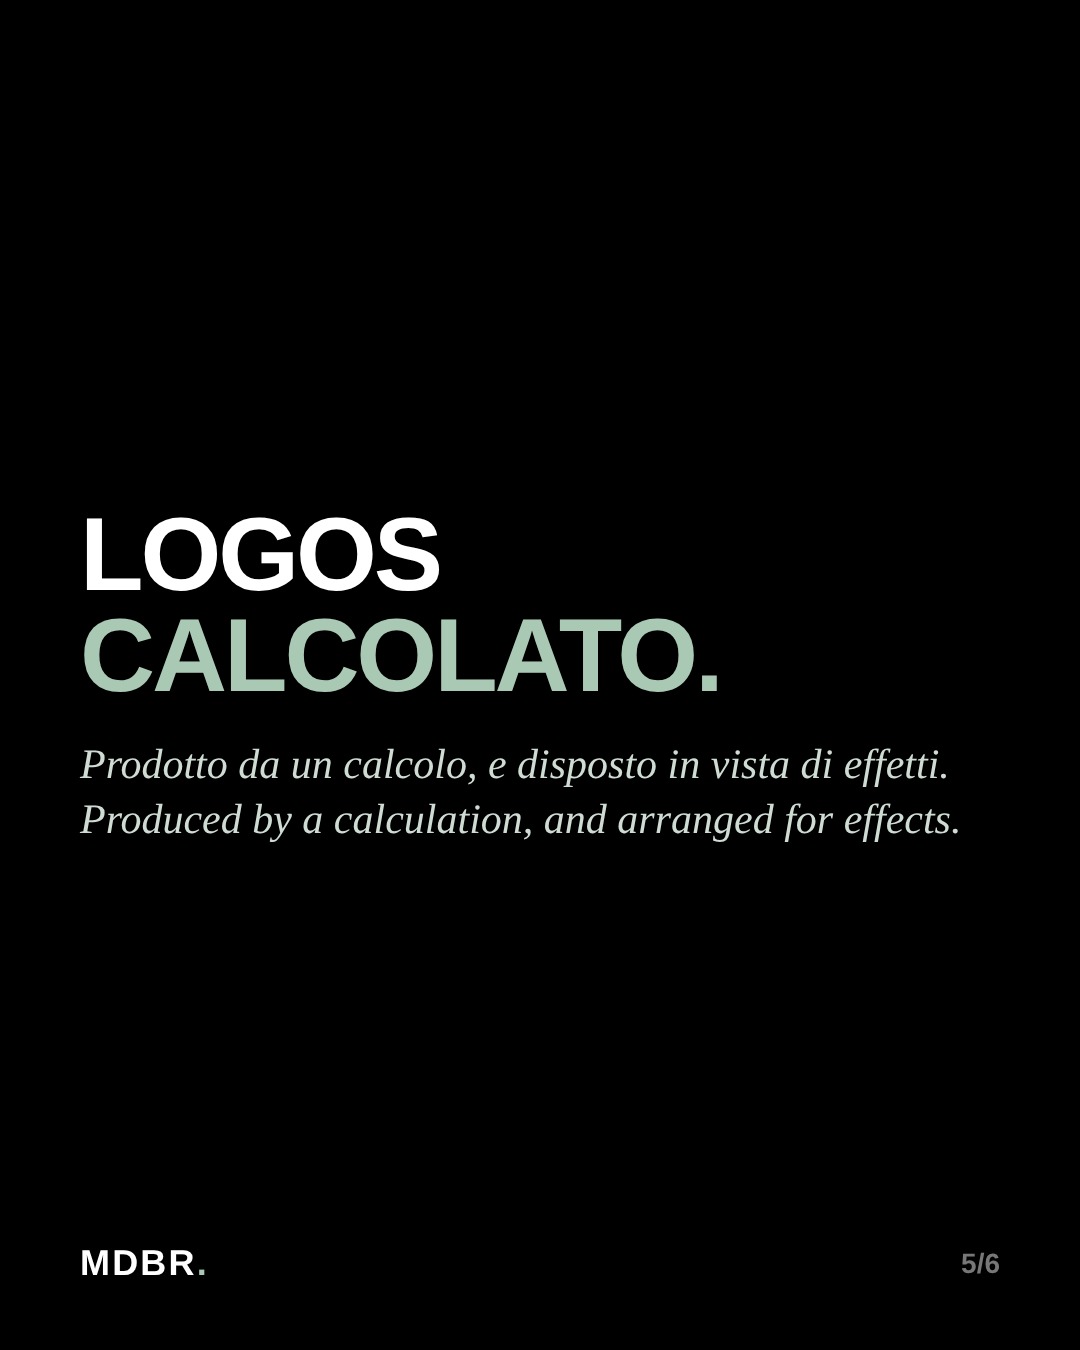 LOGOS
CALCOLATO.
Prodotto da un calcolo, e disposto in vista di effetti.
Produced by a calculation, and arranged for effects.
MDBR.
5/6